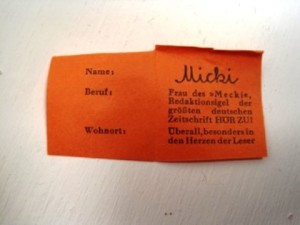 Name: Micki
Beruf: Frau des »Mecki«,
Redaktionsigel der
größten deutschen
Zeitschrift HÖR ZU!
Wohnort: Überall, besonders in
den Herzen der Leser